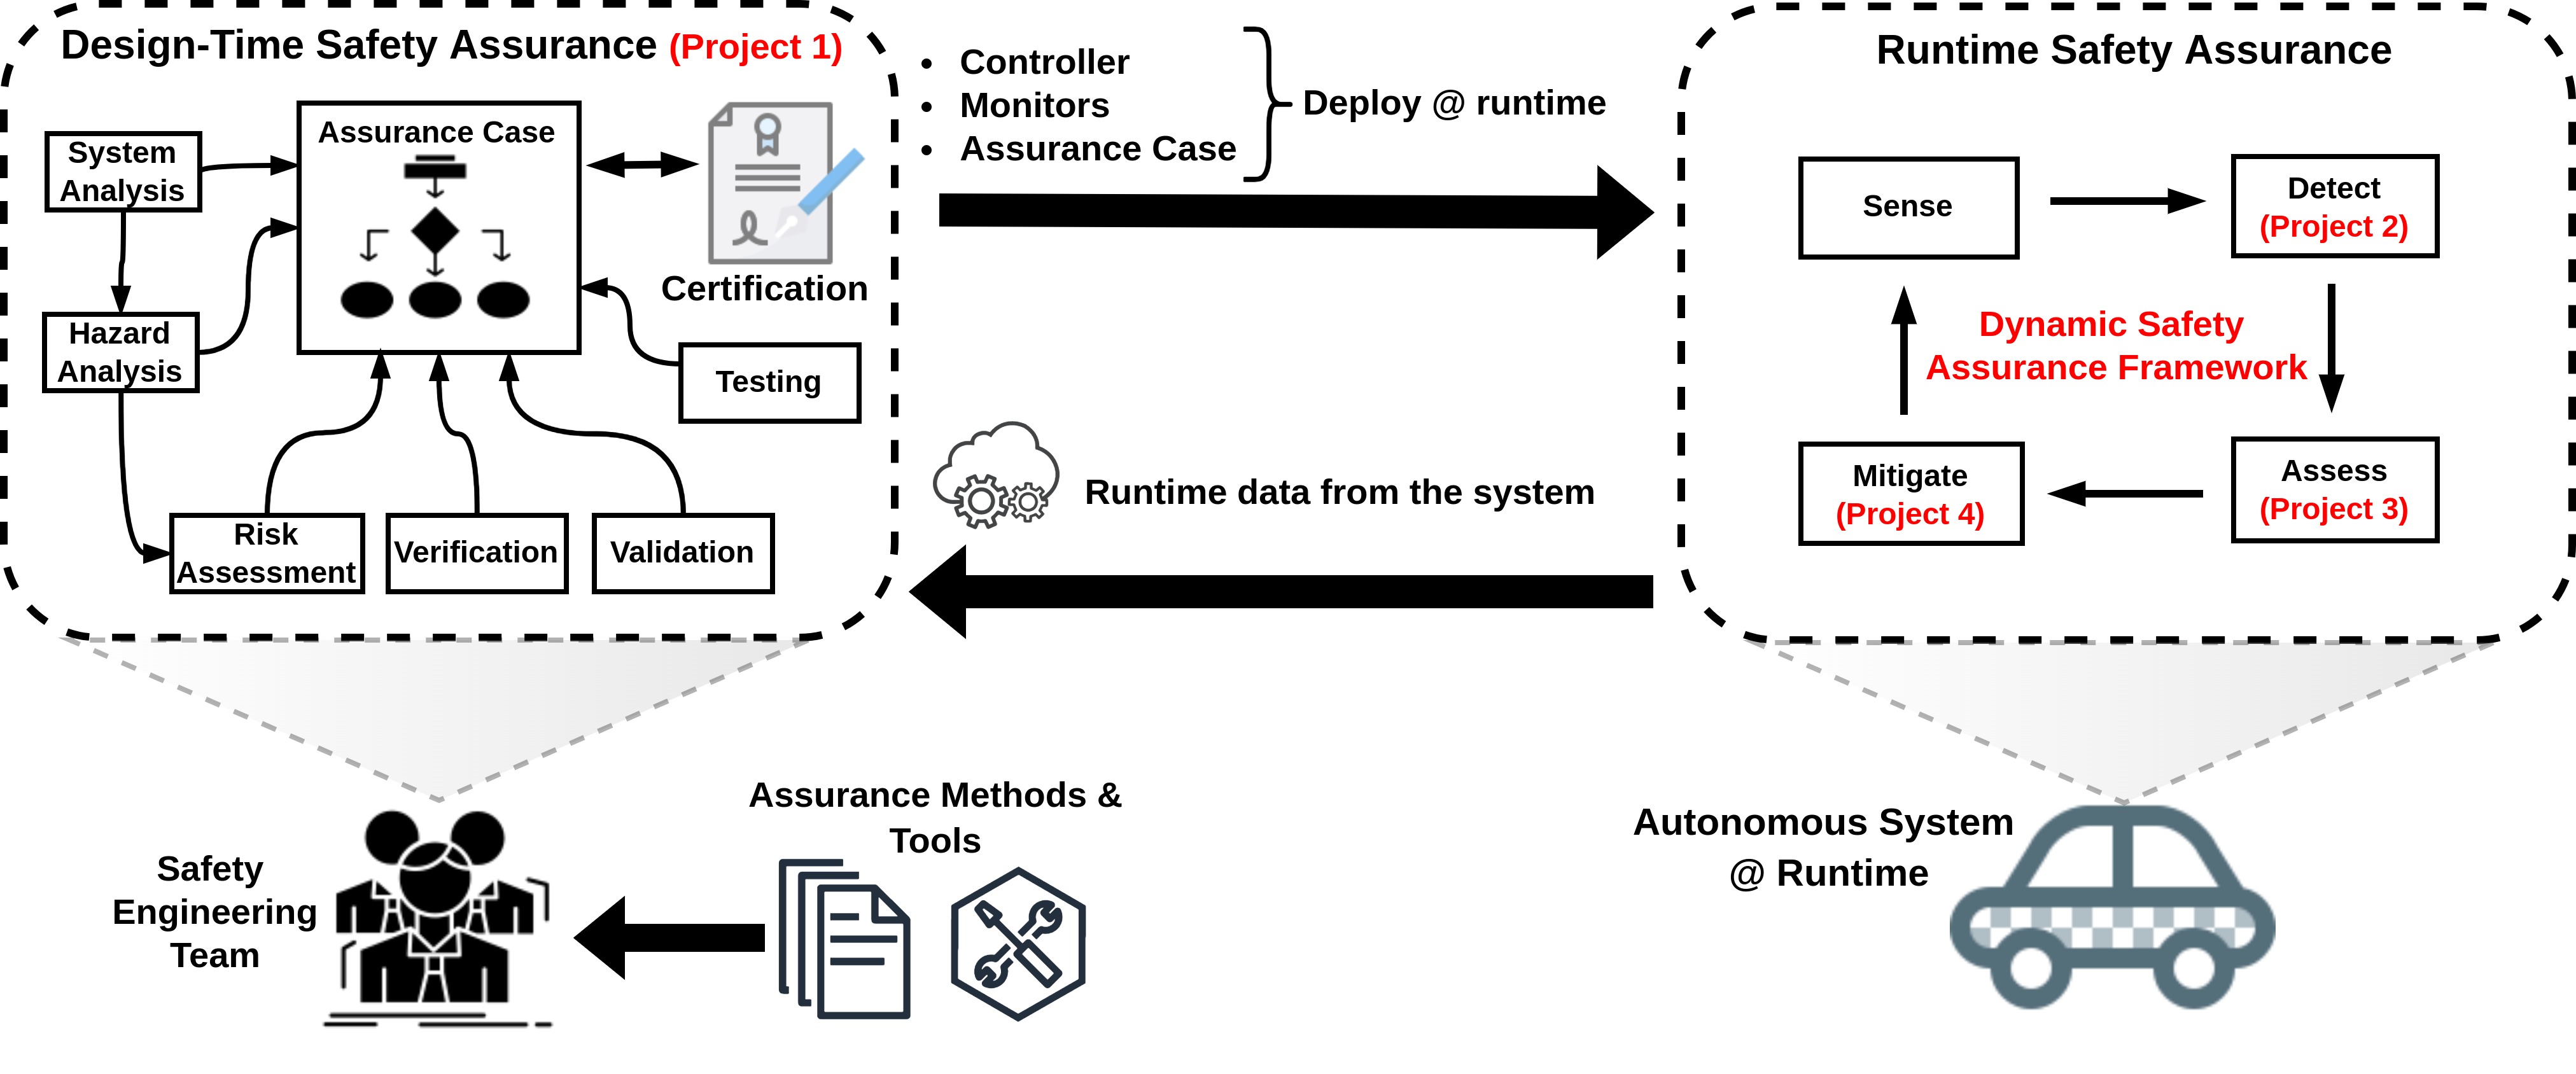 Design-Time Safety Assurance (Project 1)
System
Analysis
Assurance Case
Certification
Hazard
Analysis
Testing
Risk
Assessment
Verification
Validation
• Controller
• Monitors
• Assurance Case
Deploy @ runtime
Runtime data from the system
Runtime Safety Assurance
Sense
Detect
(Project 2)
Dynamic Safety
Assurance Framework
Mitigate
(Project 4)
Assess
(Project 3)
Safety
Engineering
Team
Assurance Methods &
Tools
Autonomous System
@ Runtime